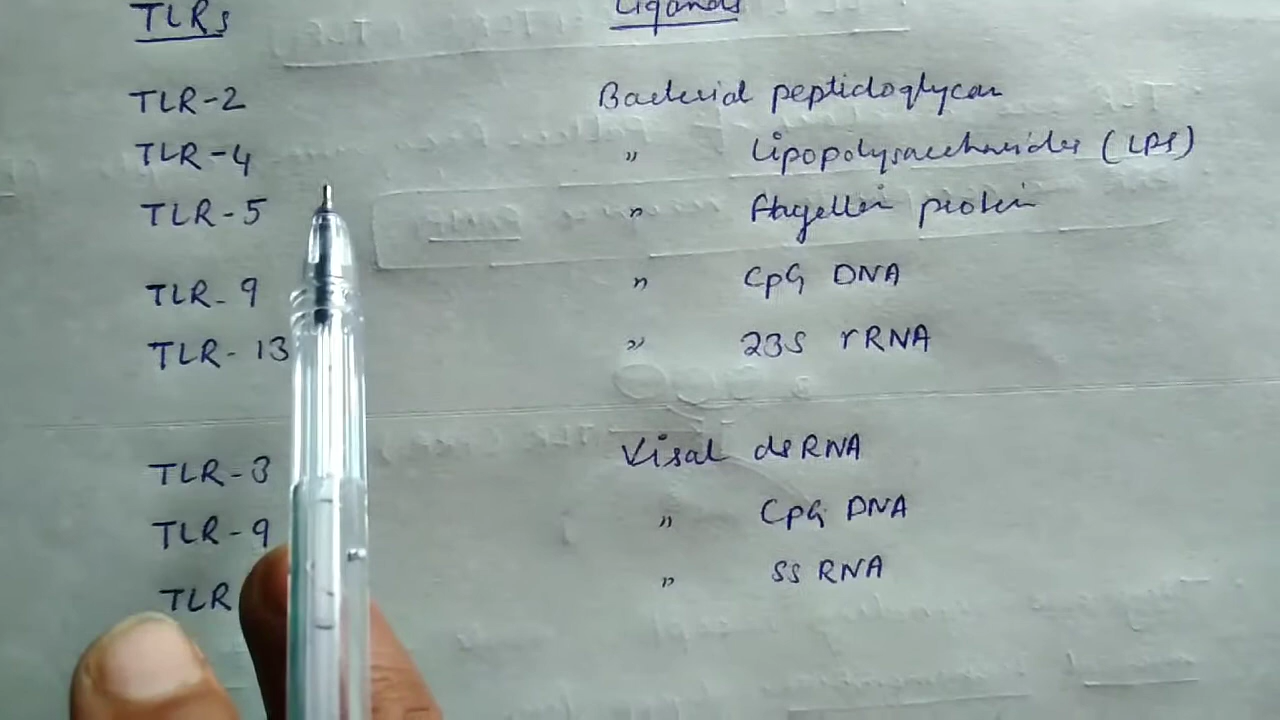 TLRs Ligands
TLR-2 Bacterial peptidoglycan
TLR-4 〃 Lipopolysaccharides (LPS)
TLR-5 〃 flagellin protein
TLR-9 〃 CpG DNA
TLR-13 〃 23S rRNA
TLR-3 Viral dsRNA
TLR-9 〃 CpG DNA
TLR 〃 ss RNA